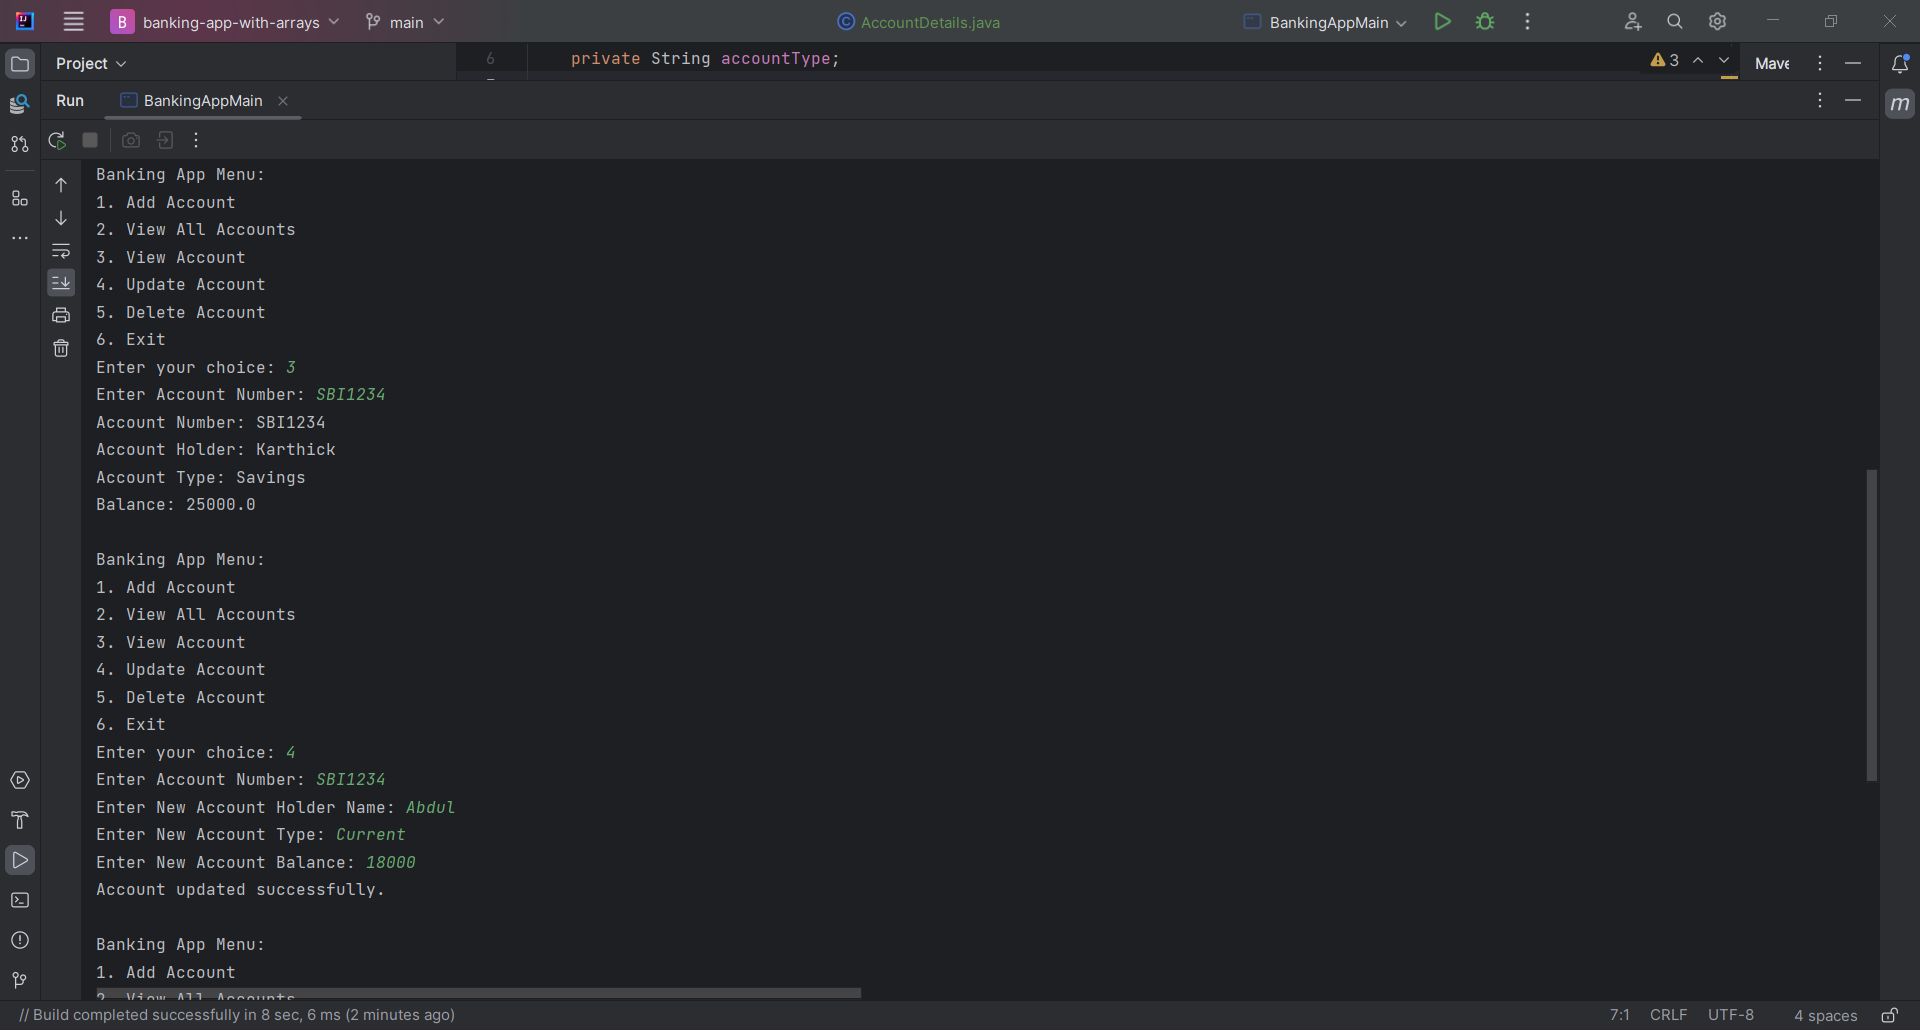 B banking-app-with-arrays main AccountDetails.java BankingAppMain
Project 6 private String accountType; 3 Mave
Run BankingAppMain
Banking App Menu:
1. Add Account
2. View All Accounts
3. View Account
4. Update Account
5. Delete Account
6. Exit
Enter your choice: 3
Enter Account Number: SBI1234
Account Number: SBI1234
Account Holder: Karthick
Account Type: Savings
Balance: 25000.0
Banking App Menu:
1. Add Account
2. View All Accounts
3. View Account
4. Update Account
5. Delete Account
6. Exit
Enter your choice: 4
Enter Account Number: SBI1234
Enter New Account Holder Name: Abdul
Enter New Account Type: Current
Enter New Account Balance: 18000
Account updated successfully.
Banking App Menu:
1. Add Account
2. View All Accounts
// Build completed successfully in 8 sec, 6 ms (2 minutes ago) 7:1 CRLF UTF-8 4 spaces